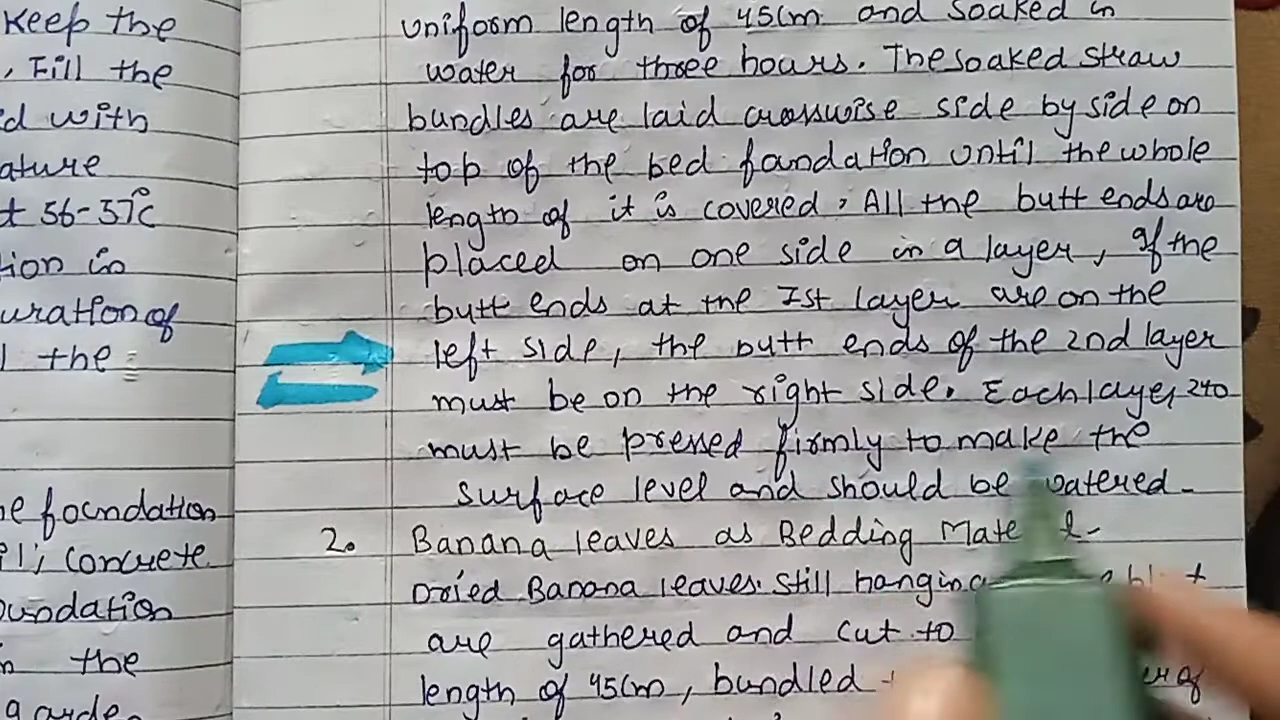 Keep the
, Fill the
d with
ature
t 56-57°C
tion in
uration of
l the
e foundation
il, concrete
oundation
n the
garde
uniform length of 45cm and soaked in
water for three hours. The soaked straw
bundles are laid crosswise side by side on
top of the bed foundation until the whole
length of it is covered. All the butt ends are
placed on one side in a layer, if the
butt ends at the Ist layer are on the
left side, the butt ends of the 2nd layer
must be on the right side. Each layer 2 to
must be pressed firmly to make the
surface level and should be watered -
2. Banana leaves as Bedding Mate l-
Dried Banana leaves. Still hanging
are gathered and cut to
length of 45cm, bundled